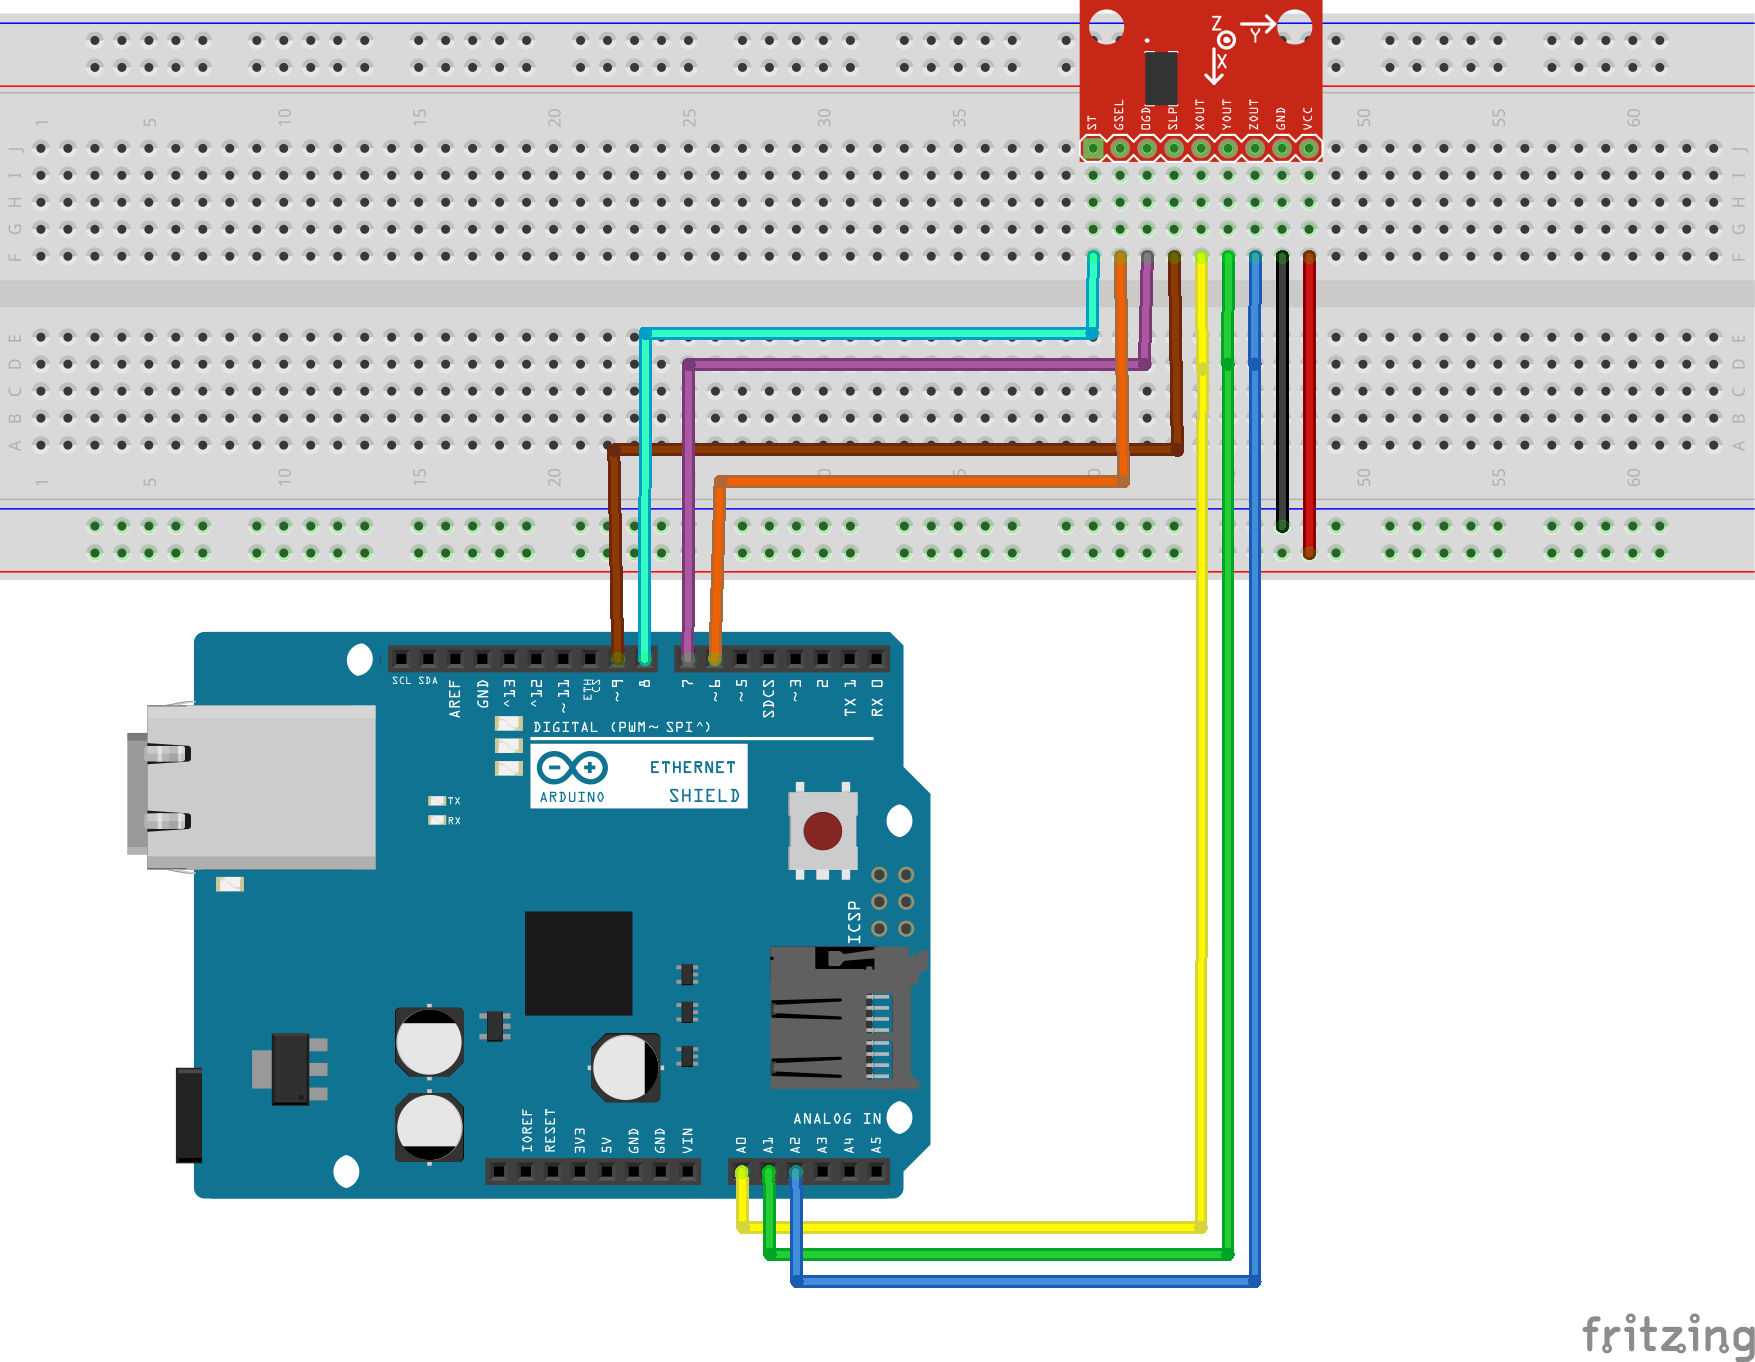 Z
Y
X
ST GSEL 0GD SLP XOUT YOUT ZOUT GND VCC
1 5 10 15 20 25 30 35 50 55 60
J J
I I
H H
G G
F F
E E
D D
C C
B B
A A
1 5 10 15 20 25 0 5 0 50 55 60
SCL SDA AREF GND ^13 ^12 ~11 ETH CS ~9 8 7 ~6 ~5 SDCS ~3 2 TX 1 RX 0
DIGITAL (PWM~ SPI^)
ETHERNET
ARDUINO SHIELD
TX
RX
ICSP
ANALOG IN
IOREF RESET 3V3 5V GND GND VIN A0 A1 A2 A3 A4 A5
fritzing